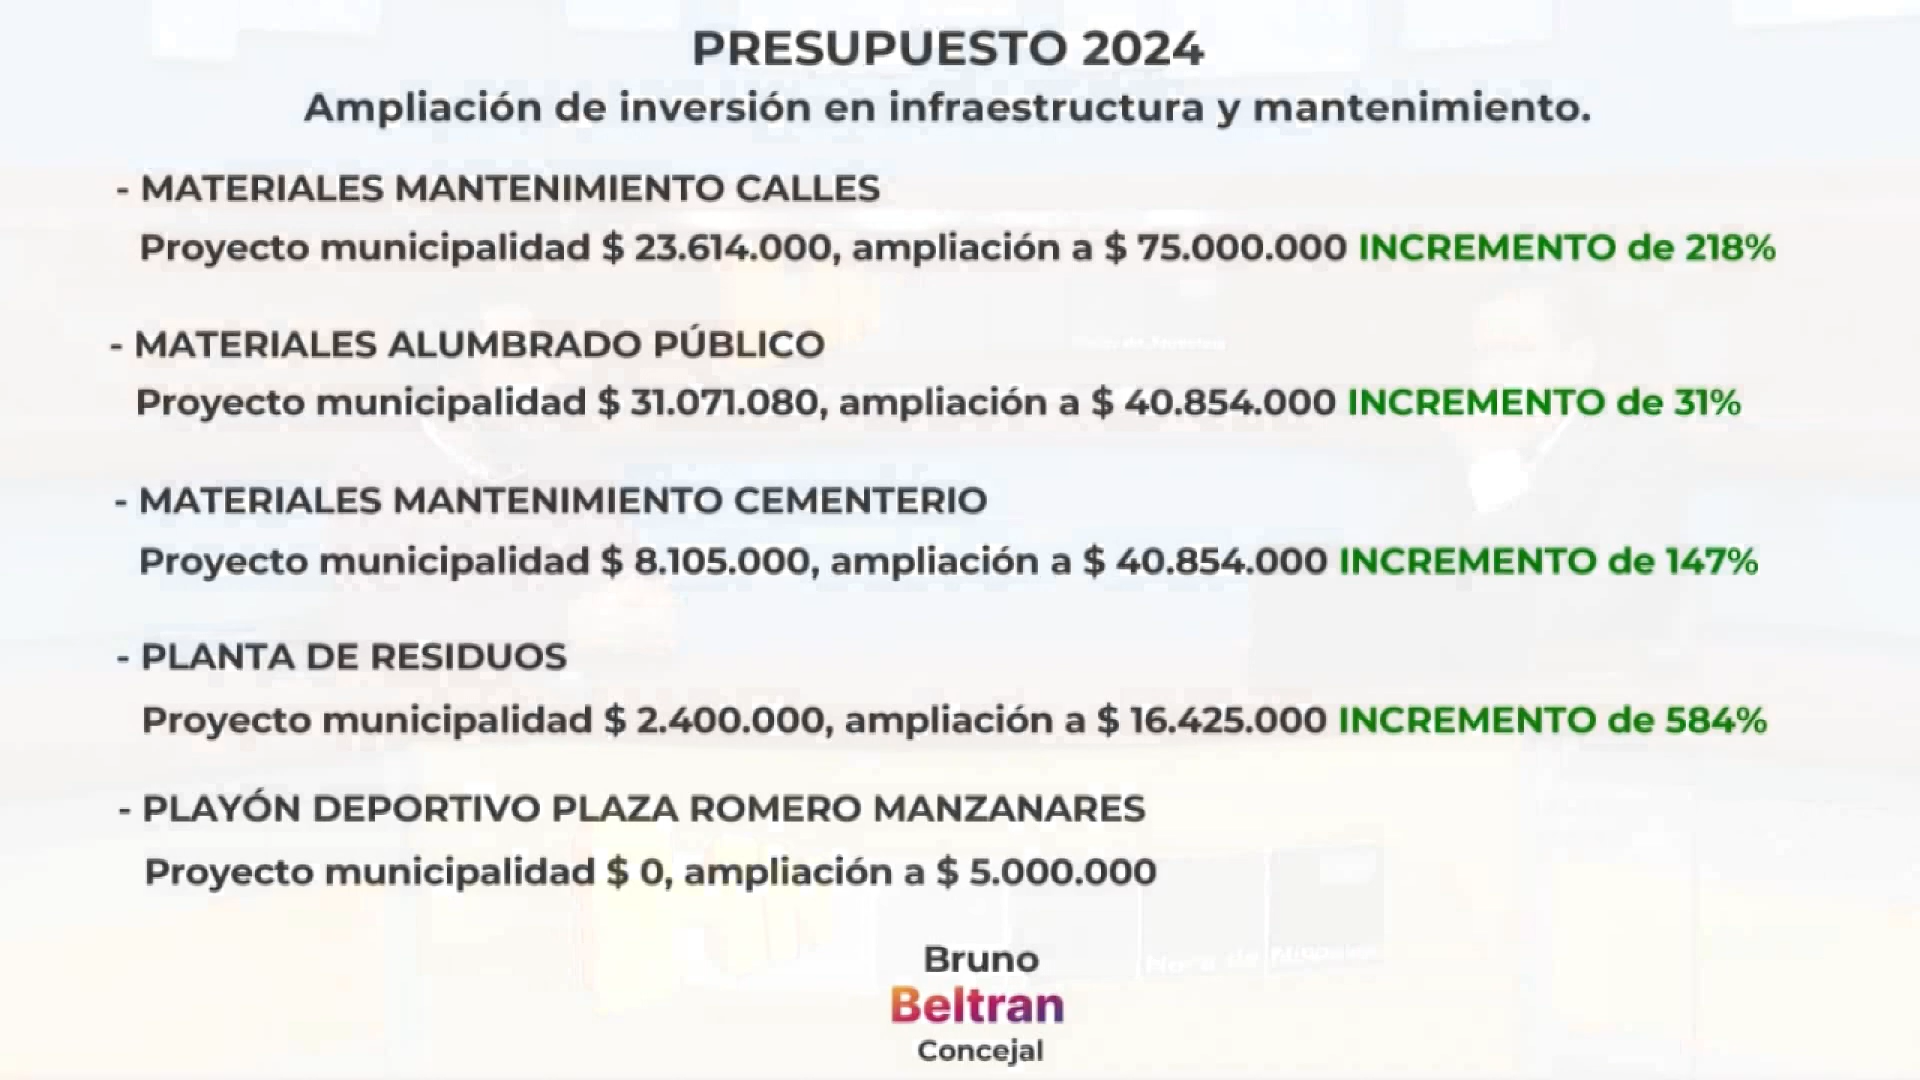 PRESUPUESTO 2024
Ampliación de inversión en infraestructura y mantenimiento.
- MATERIALES MANTENIMIENTO CALLES
Proyecto municipalidad $ 23.614.000, ampliación a $ 75.000.000 INCREMENTO de 218%
- MATERIALES ALUMBRADO PÚBLICO
Proyecto municipalidad $ 31.071.080, ampliación a $ 40.854.000 INCREMENTO de 31%
- MATERIALES MANTENIMIENTO CEMENTERIO
Proyecto municipalidad $ 8.105.000, ampliación a $ 40.854.000 INCREMENTO de 147%
- PLANTA DE RESIDUOS
Proyecto municipalidad $ 2.400.000, ampliación a $ 16.425.000 INCREMENTO de 584%
- PLAYÓN DEPORTIVO PLAZA ROMERO MANZANARES
Proyecto municipalidad $ 0, ampliación a $ 5.000.000
Bruno
Beltran
Concejal